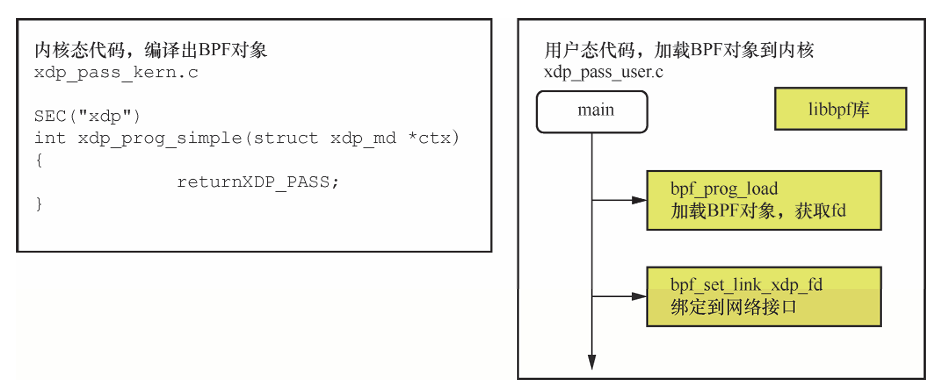 内核态代码，编译出BPF对象
xdp_pass_kern.c
SEC("xdp")
int xdp_prog_simple(struct xdp_md *ctx)
{
returnXDP_PASS;
}
用户态代码，加载BPF对象到内核
xdp_pass_user.c
main
libbpf库
bpf_prog_load
加载BPF对象，获取fd
bpf_set_link_xdp_fd
绑定到网络接口